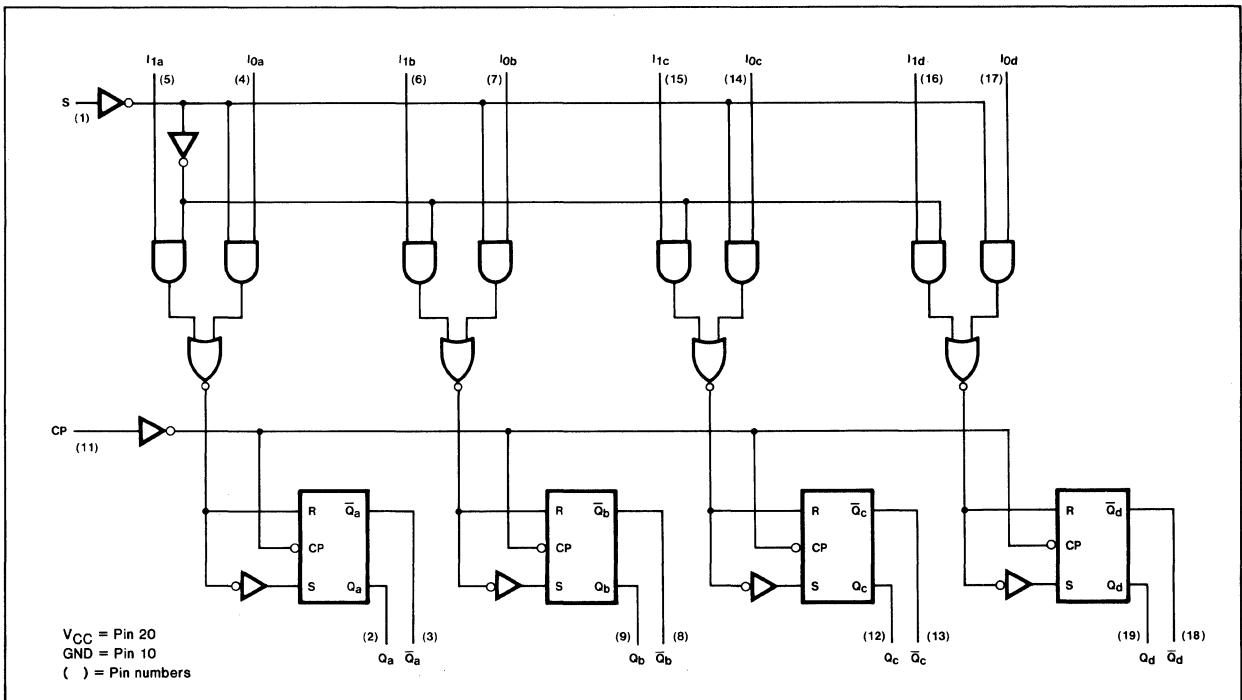 I1a I0a I1b I0b I1c I0c I1d I0d
(5) (4) (6) (7) (15) (14) (16) (17)
S
(1)
CP
(11)
R Q̅a R Q̅b R Q̅c R Q̅d
CP CP CP CP
S Qa S Qb S Qc S Qd
(2) (3) (9) (8) (12) (13) (19) (18)
Qa Q̅a Qb Q̅b Qc Q̅c Qd Q̅d
VCC = Pin 20
GND = Pin 10
( ) = Pin numbers